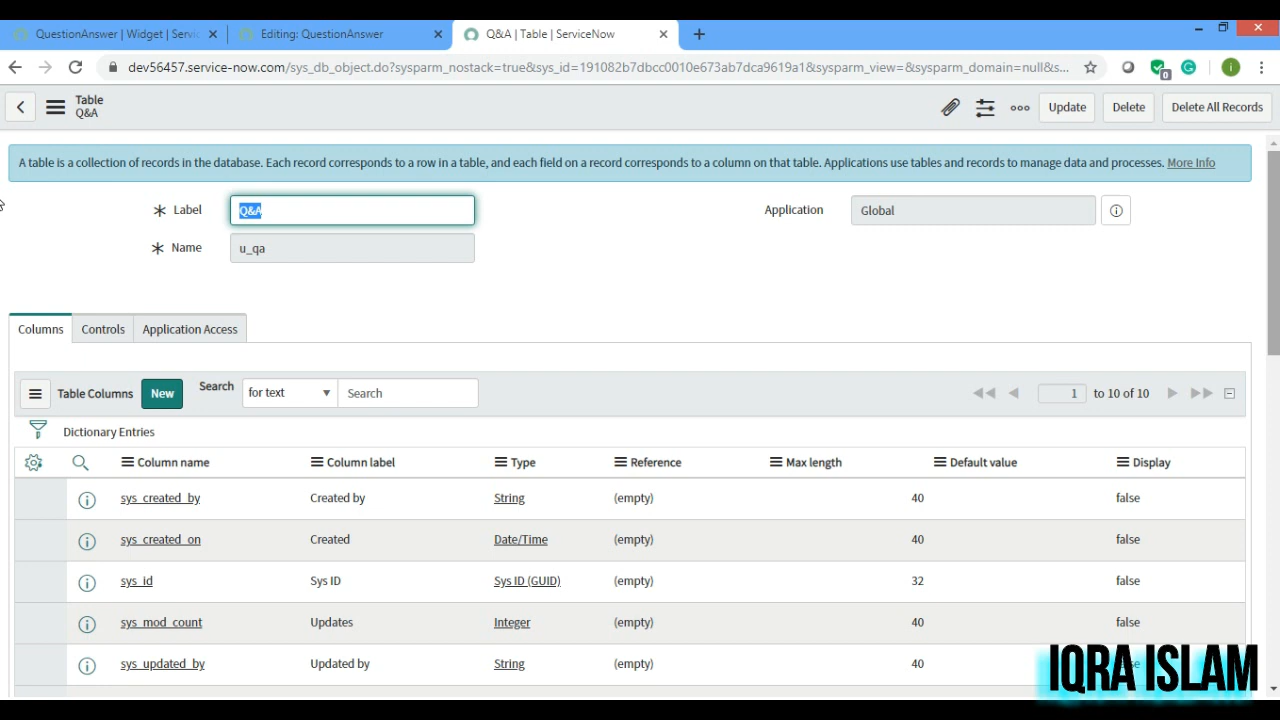 QuestionAnswer | Widget | Servic
Editing: QuestionAnswer
Q&A | Table | ServiceNow
dev56457.service-now.com/sys_db_object.do?sysparm_nostack=true&sys_id=191082b7dbcc0010e673ab7dca9619a1&sysparm_view=&sysparm_domain=null&s...
0
i
Table
Q&A
Update
Delete
Delete All Records
A table is a collection of records in the database. Each record corresponds to a row in a table, and each field on a record corresponds to a column on that table. Applications use tables and records to manage data and processes. More Info
Label
Q&A
Application
Global
Name
u_qa
Columns
Controls
Application Access
Table Columns
New
Search
for text
Search
1
to 10 of 10
Dictionary Entries
Column name Column label Type Reference Max length Default value Display
sys_created_by Created by String (empty) 40 false
sys_created_on Created Date/Time (empty) 40 false
sys_id Sys ID Sys ID (GUID) (empty) 32 false
sys_mod_count Updates Integer (empty) 40 false
sys_updated_by Updated by String (empty) 40
IQRA ISLAM